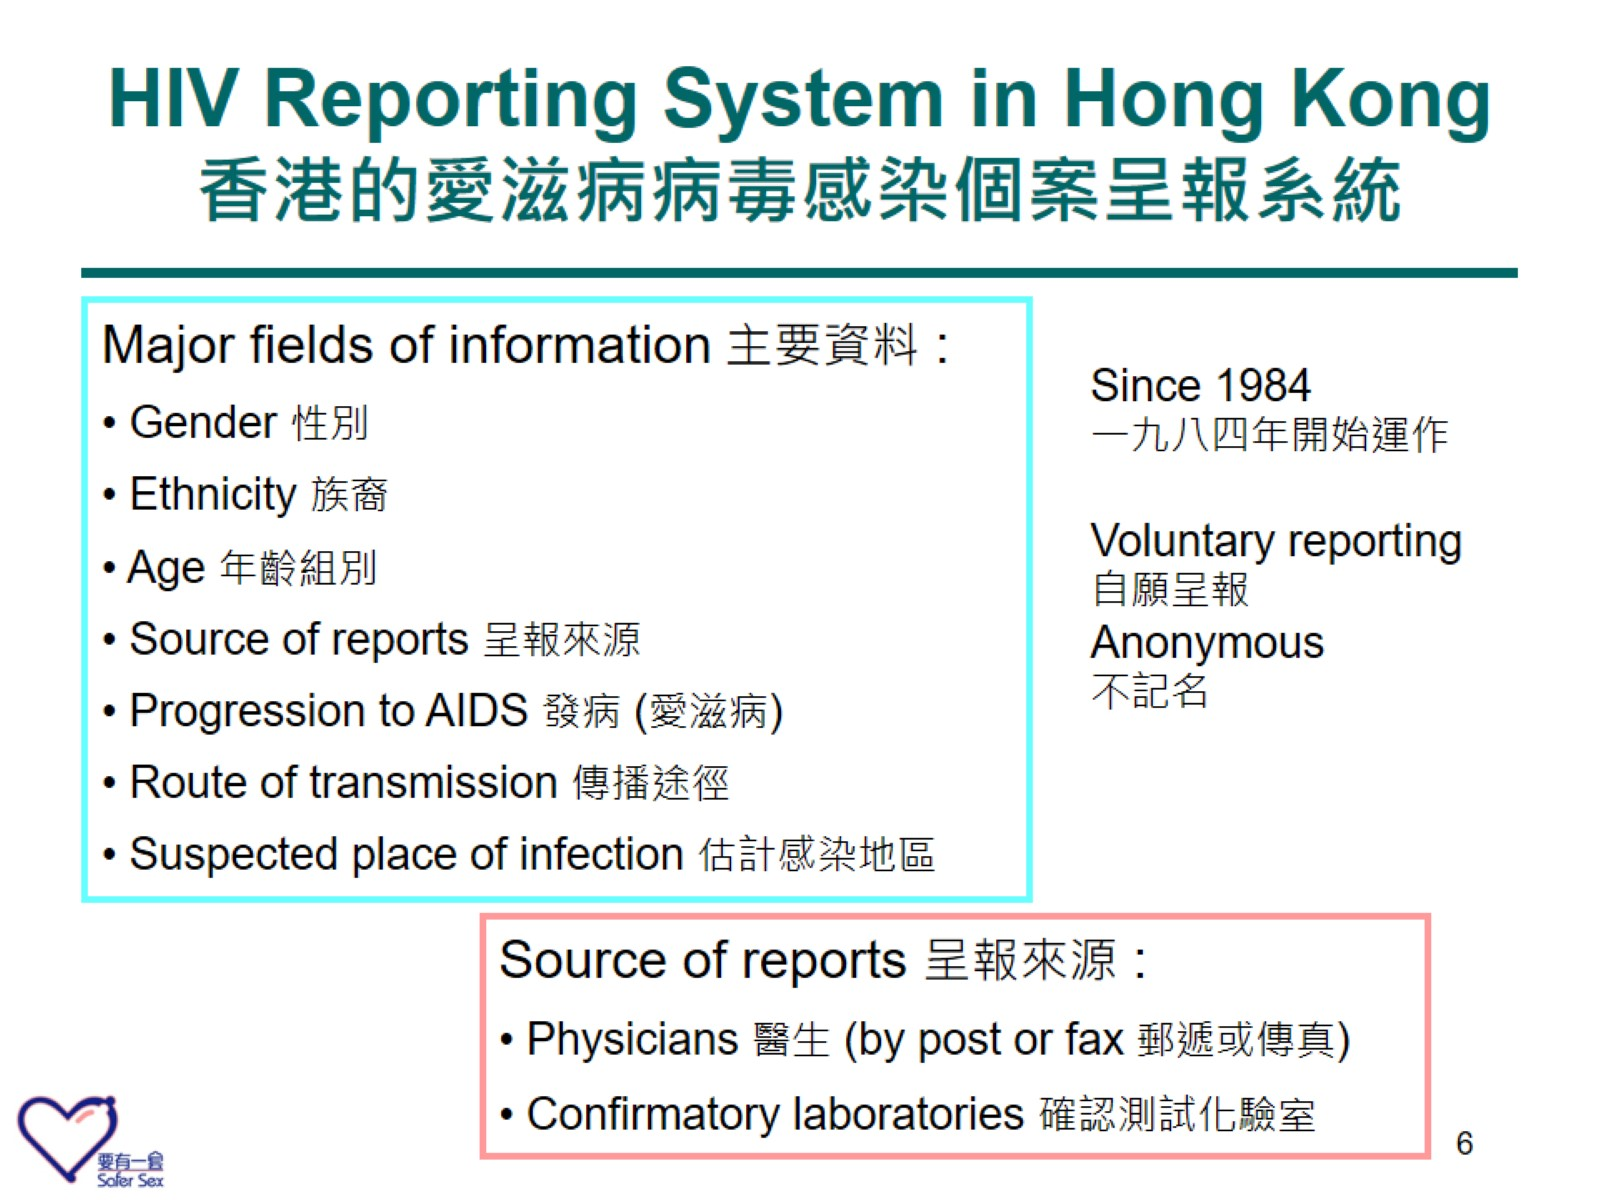 HIV Reporting System in Hong Kong
香港的愛滋病病毒感染個案呈報系統
Major fields of information 主要資料 :
• Gender 性別
• Ethnicity 族裔
• Age 年齡組別
• Source of reports 呈報來源
• Progression to AIDS 發病 (愛滋病)
• Route of transmission 傳播途徑
• Suspected place of infection 估計感染地區
Since 1984
一九八四年開始運作
Voluntary reporting
自願呈報
Anonymous
不記名
Source of reports 呈報來源 :
• Physicians 醫生 (by post or fax 郵遞或傳真)
• Confirmatory laboratories 確認測試化驗室
要有一套
Safer Sex
6